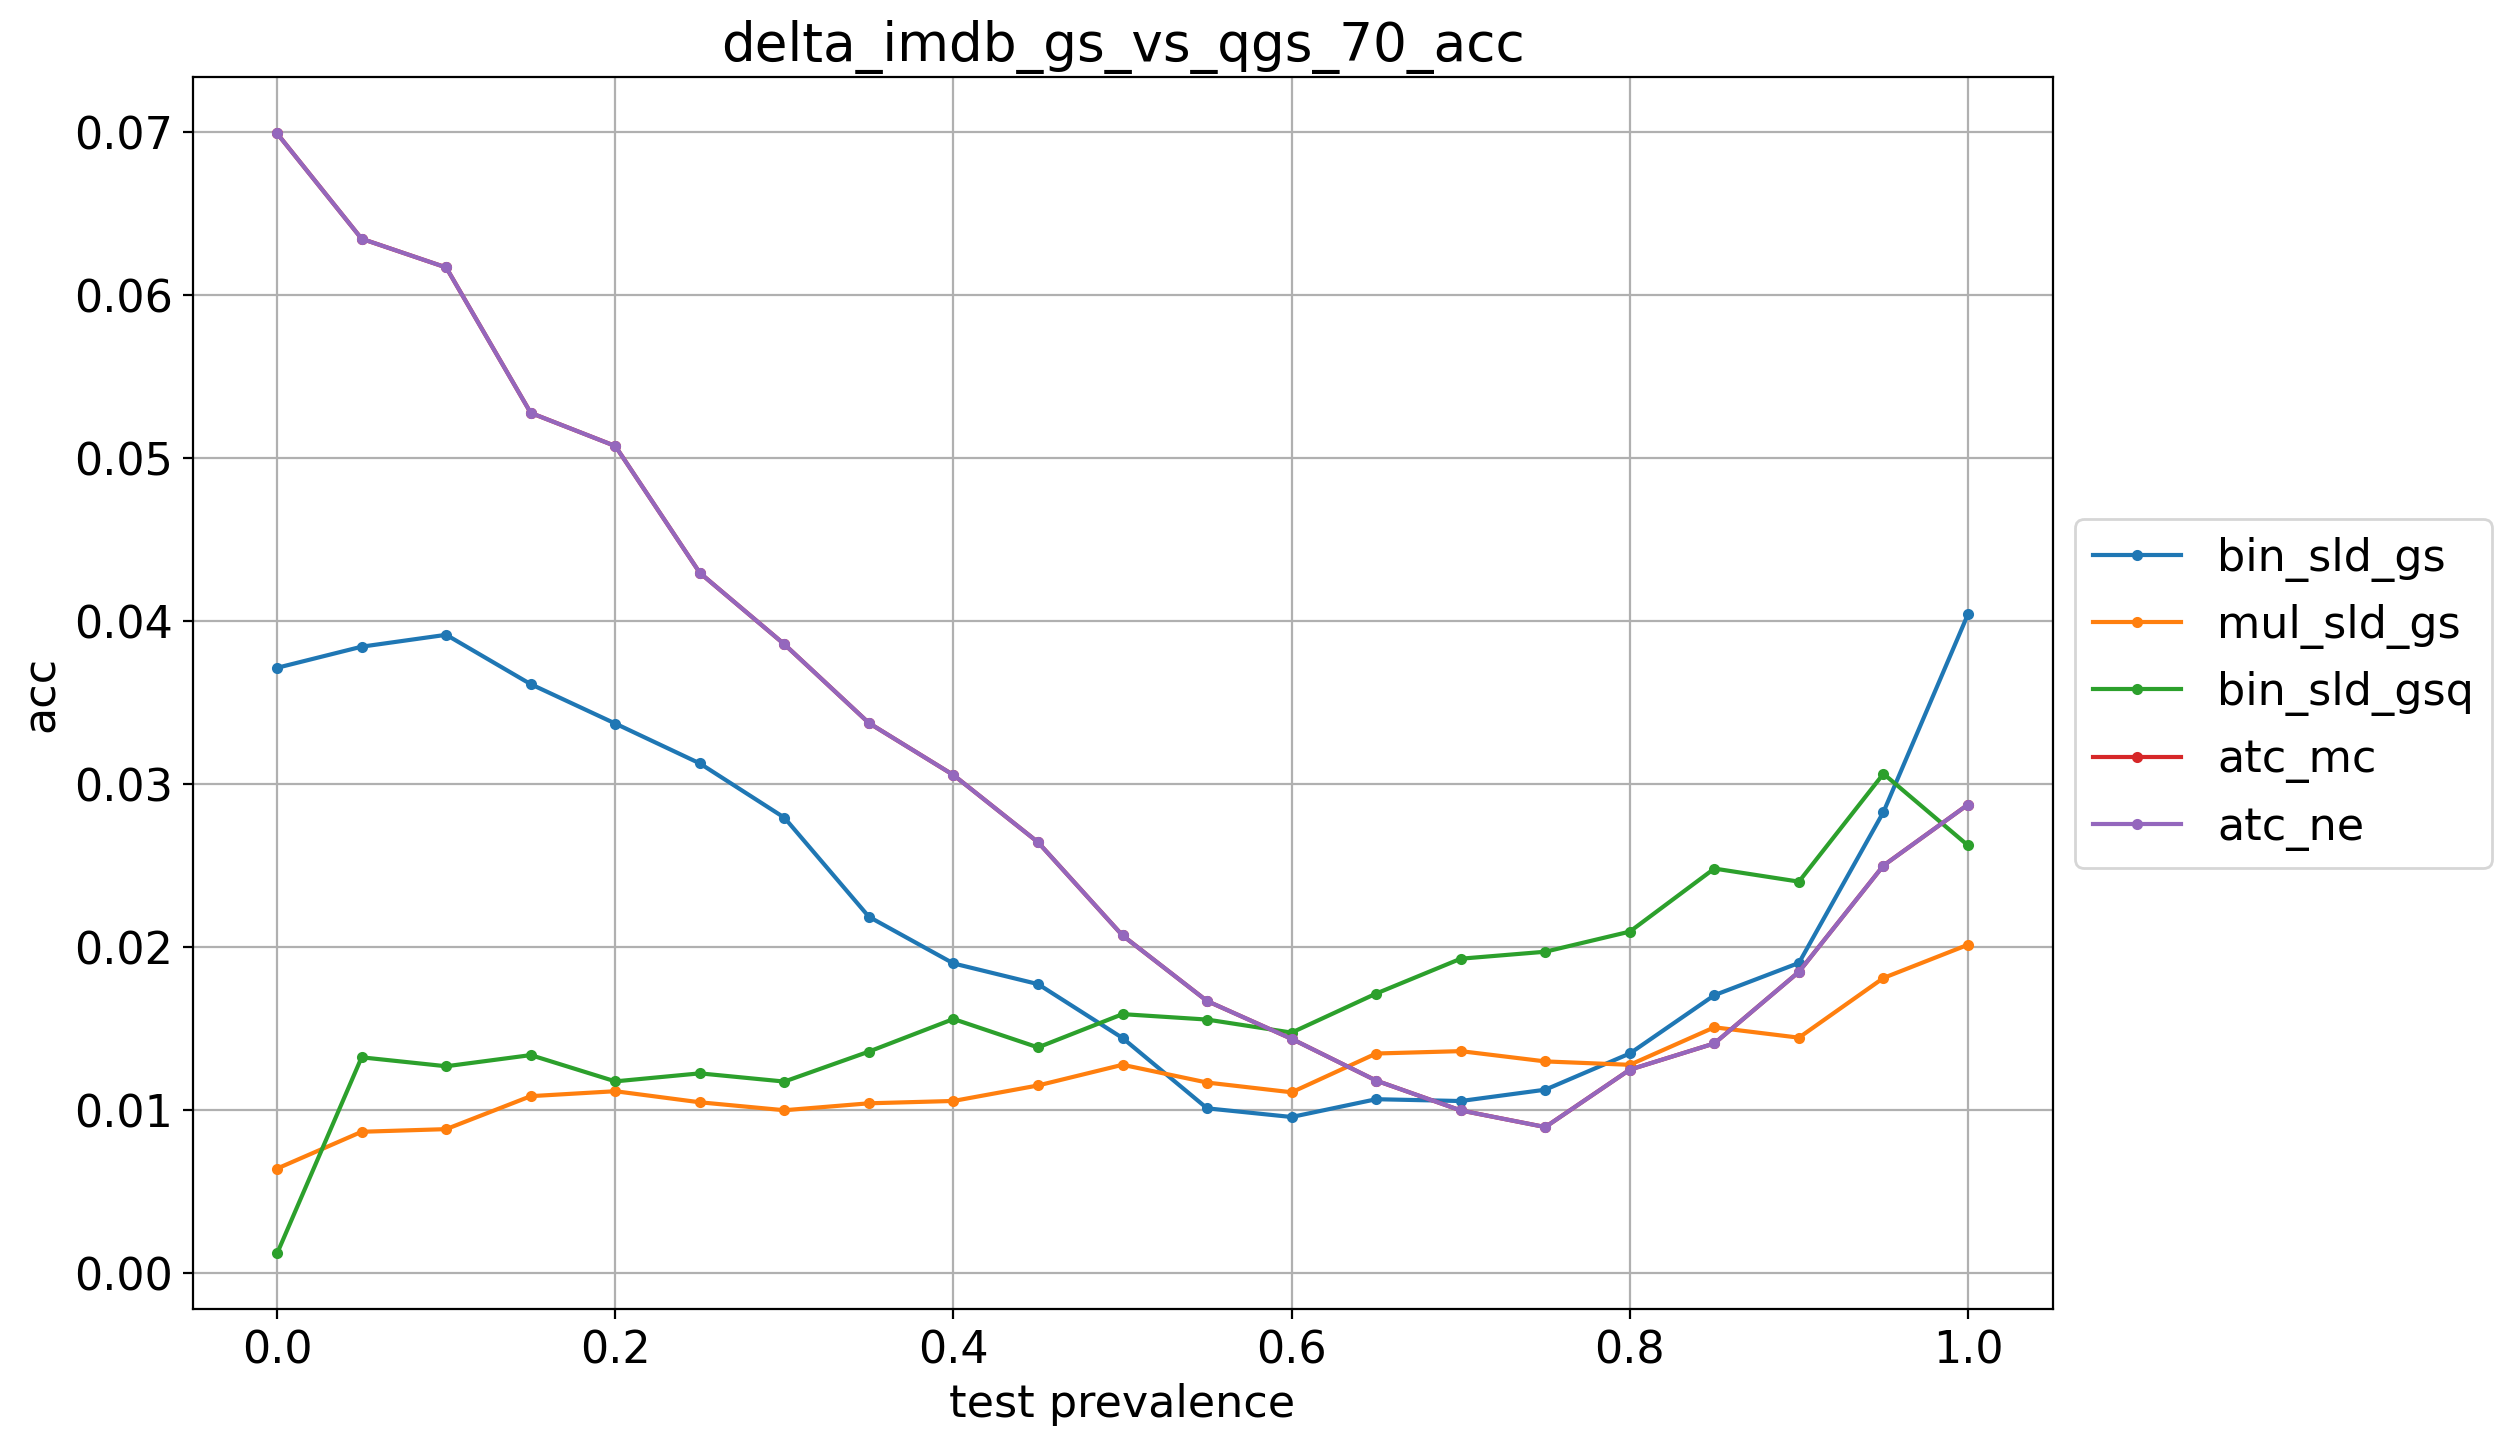 delta_imdb_gs_vs_qgs_70_acc
0.07
0.06
0.05
0.04
0.03
0.02
0.01
0.00
acc
0.0 0.2 0.4 0.6 0.8 1.0
test prevalence
bin_sld_gs
mul_sld_gs
bin_sld_gsq
atc_mc
atc_ne